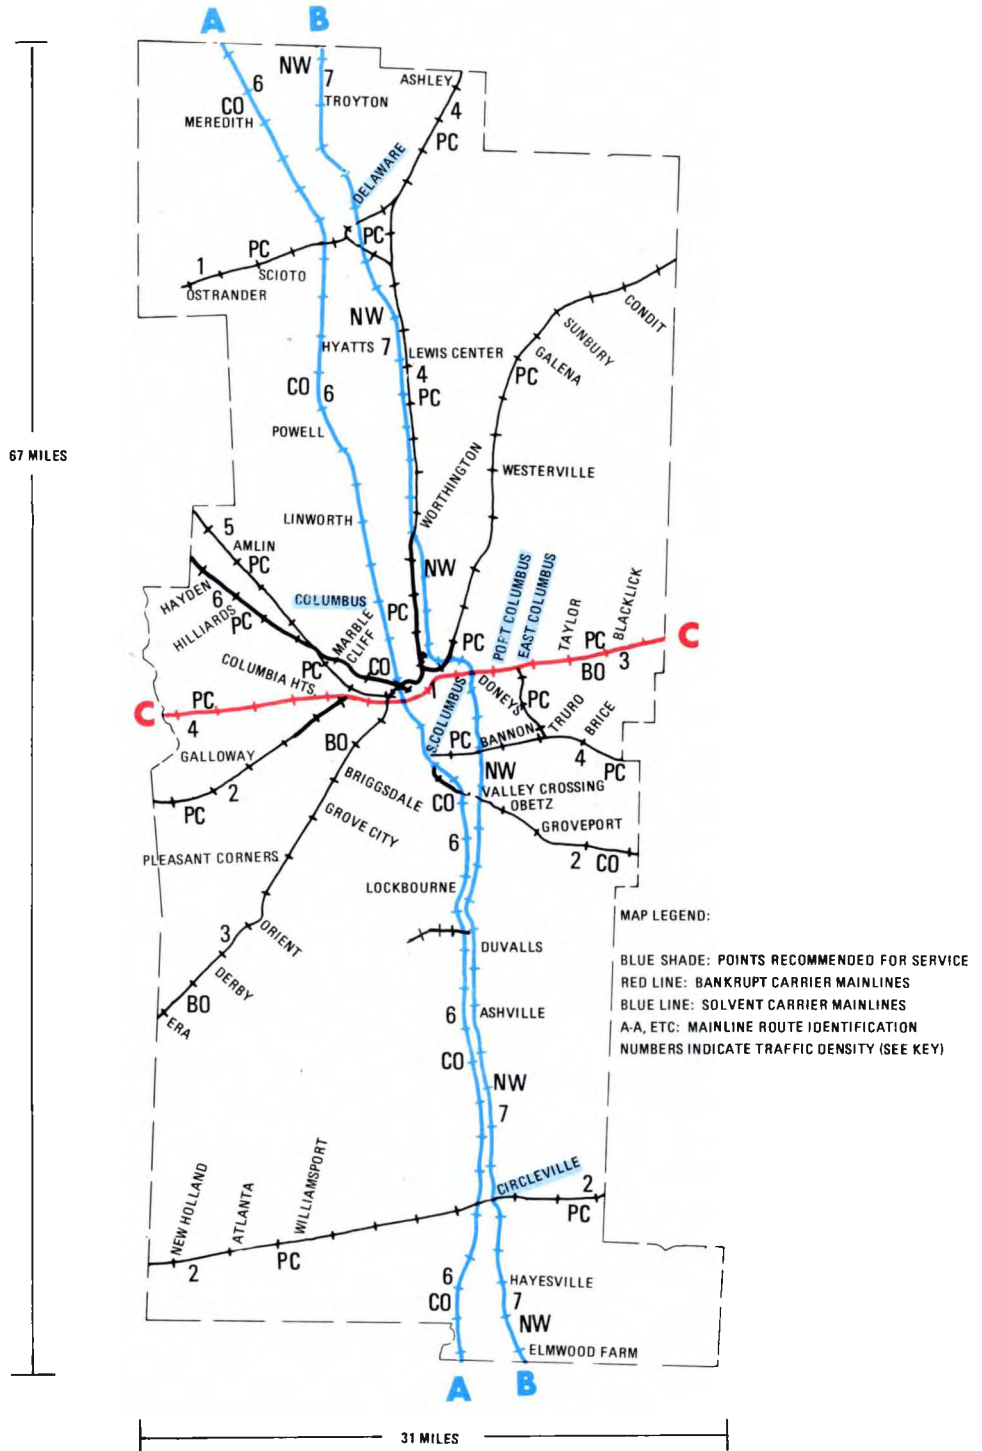 A
B
NW
7
ASHLEY
6
CO
TROYTON
4
MEREDITH
PC
DELAWARE
PC
PC
1
SCIOTO
OSTRANDER
CONDIT
NW
SUNBURY
HYATTS 7
LEWIS CENTER
GALENA
4
PC
CO 6
PC
POWELL
67 MILES
WORTHINGTON
WESTERVILLE
LINWORTH
5
AMLIN
PC
NW
HAYDEN
6
COLUMBUS
PORT COLUMBUS
EAST COLUMBUS
TAYLOR
BLACKLICK
HILLIARDS
PC
MARBLE
CLIFF
PC
PC
PC
C
COLUMBIA HTS.
PC
CO
BO
3
1
DONEYS
C
PC
4
S.COLUMBUS
PC
TRURO
BRICE
BO
PC
BANNON
GALLOWAY
4
PC
2
NW
PC
BRIGGSDALE
CO
VALLEY CROSSING
OBETZ
GROVE CITY
GROVEPORT
6
PLEASANT CORNERS
2 CO
LOCKBOURNE
MAP LEGEND:
3
ORIENT
DUVALLS
BLUE SHADE: POINTS RECOMMENDED FOR SERVICE
RED LINE: BANKRUPT CARRIER MAINLINES
DERBY
BO
BLUE LINE: SOLVENT CARRIER MAINLINES
ERA
6
ASHVILLE
A-A, ETC: MAINLINE ROUTE IDENTIFICATION
NUMBERS INDICATE TRAFFIC DENSITY (SEE KEY)
CO
NW
7
NEW HOLLAND
ATLANTA
WILLIAMSPORT
CIRCLEVILLE
2
PC
PC
2
6
HAYESVILLE
CO
7
NW
ELMWOOD FARM
A
B
31 MILES